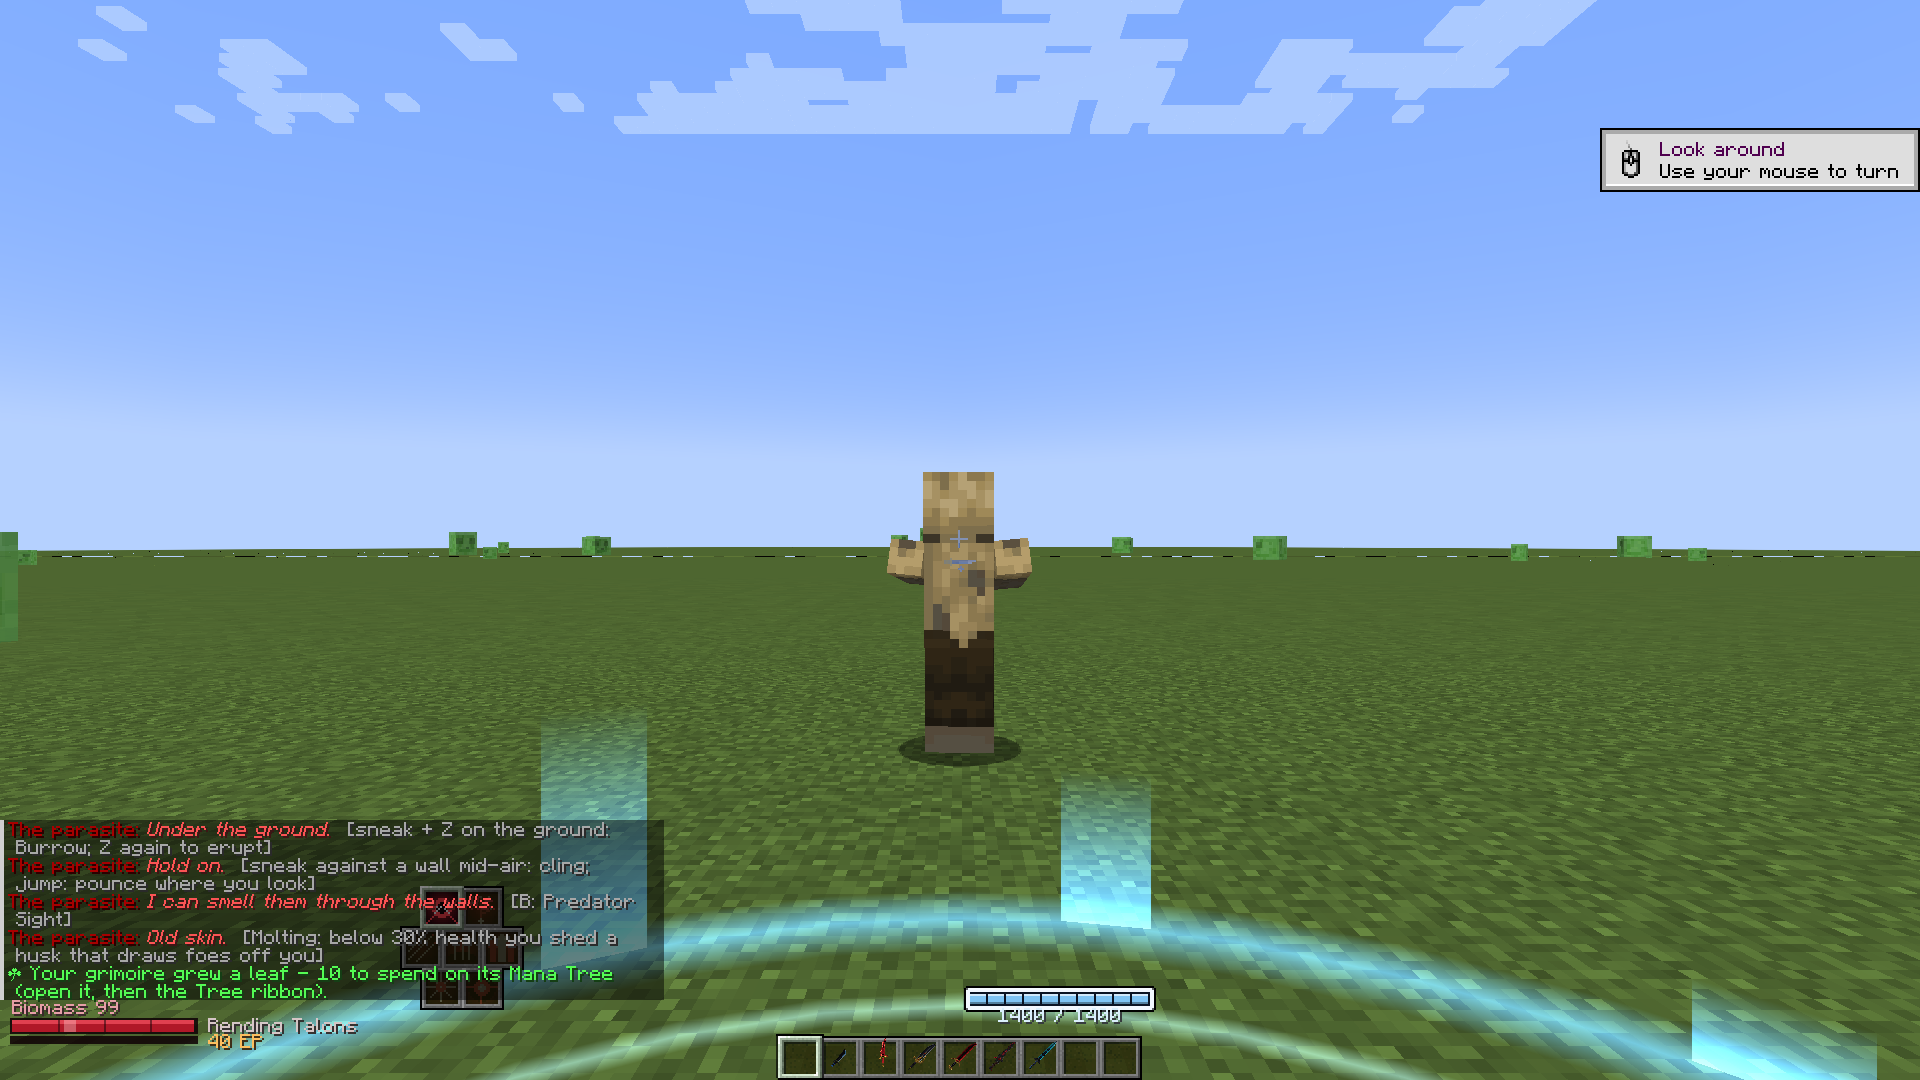 Look around
Use your mouse to turn
The parasite: Under the ground. [sneak + Z on the ground:
Burrow; Z again to erupt]
The parasite: Hold on. [sneak against a wall mid-air: cling;
jump: pounce where you look]
The parasite: I can smell them through the walls. [B: Predator
Sight]
The parasite: Old skin. [Molting: below 30% health you shed a
husk that draws foes off you]
☘ Your grimoire grew a leaf — 10 to spend on its Mana Tree
(open it, then the Tree ribbon).
Biomass 99
Rending Talons
40 EP
1400 / 1400